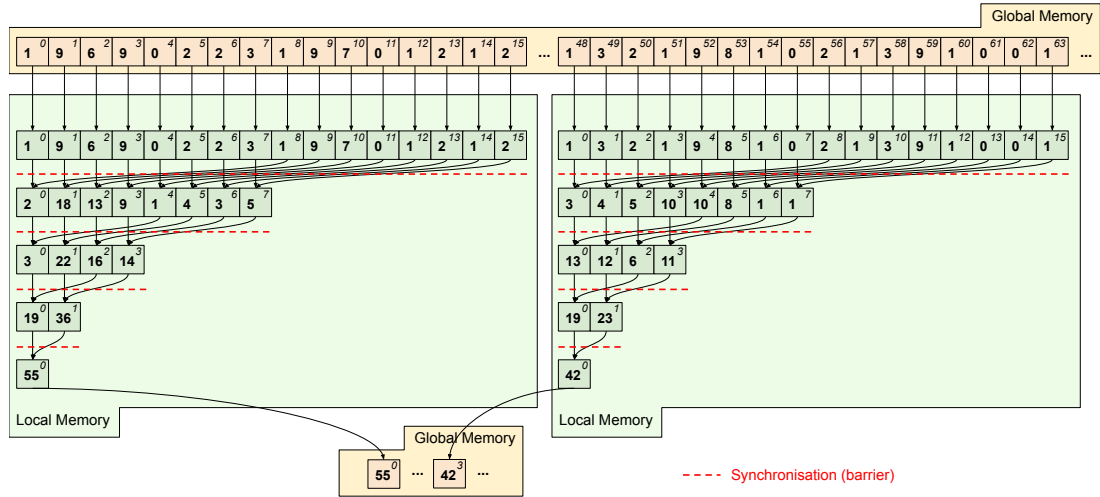 Global Memory
1 0 9 1 6 2 9 3 0 4 2 5 2 6 3 7 1 8 9 9 7 10 0 11 1 12 2 13 1 14 2 15 ... 1 48 3 49 2 50 1 51 9 52 8 53 1 54 0 55 2 56 1 57 3 58 9 59 1 60 0 61 0 62 1 63 ...
1 0 9 1 6 2 9 3 0 4 2 5 2 6 3 7 1 8 9 9 7 10 0 11 1 12 2 13 1 14 2 15 1 0 3 1 2 2 1 3 9 4 8 5 1 6 0 7 2 8 1 9 3 10 9 11 1 12 0 13 0 14 1 15
2 0 18 1 13 2 9 3 1 4 4 5 3 6 5 7 3 0 4 1 5 2 10 3 10 4 8 5 1 6 1 7
3 0 22 1 16 2 14 3 13 0 12 1 6 2 11 3
19 0 36 1 19 0 23 1
55 0 42 0
Local Memory Local Memory
Global Memory
55 0 ... 42 3 ...
Synchronisation (barrier)